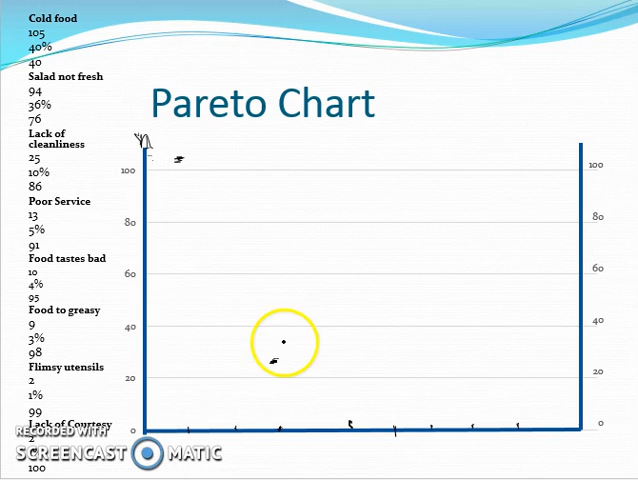 Cold food
105
40%
40
Salad not fresh
94
36%
76
Lack of
cleanliness
25
10%
86
Poor Service
13
5%
91
Food tastes bad
10
4%
95
Food to greasy
9
3%
98
Flimsy utensils
2
1%
99
Lack of Courtesy
2
100
Pareto Chart
100
80
60
40
20
0
100
80
60
40
20
0
RECORDED WITH
SCREENCAST MATIC